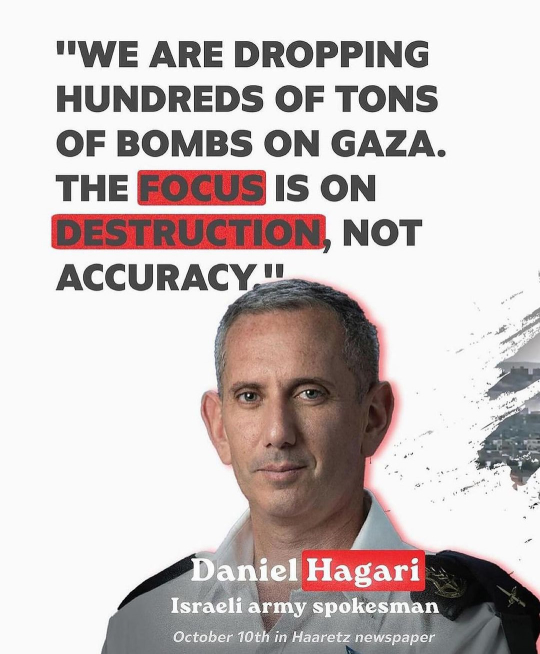 "WE ARE DROPPING
HUNDREDS OF TONS
OF BOMBS ON GAZA.
THE FOCUS IS ON
DESTRUCTION, NOT
ACCURACY."
Daniel Hagari
Israeli army spokesman
October 10th in Haaretz newspaper